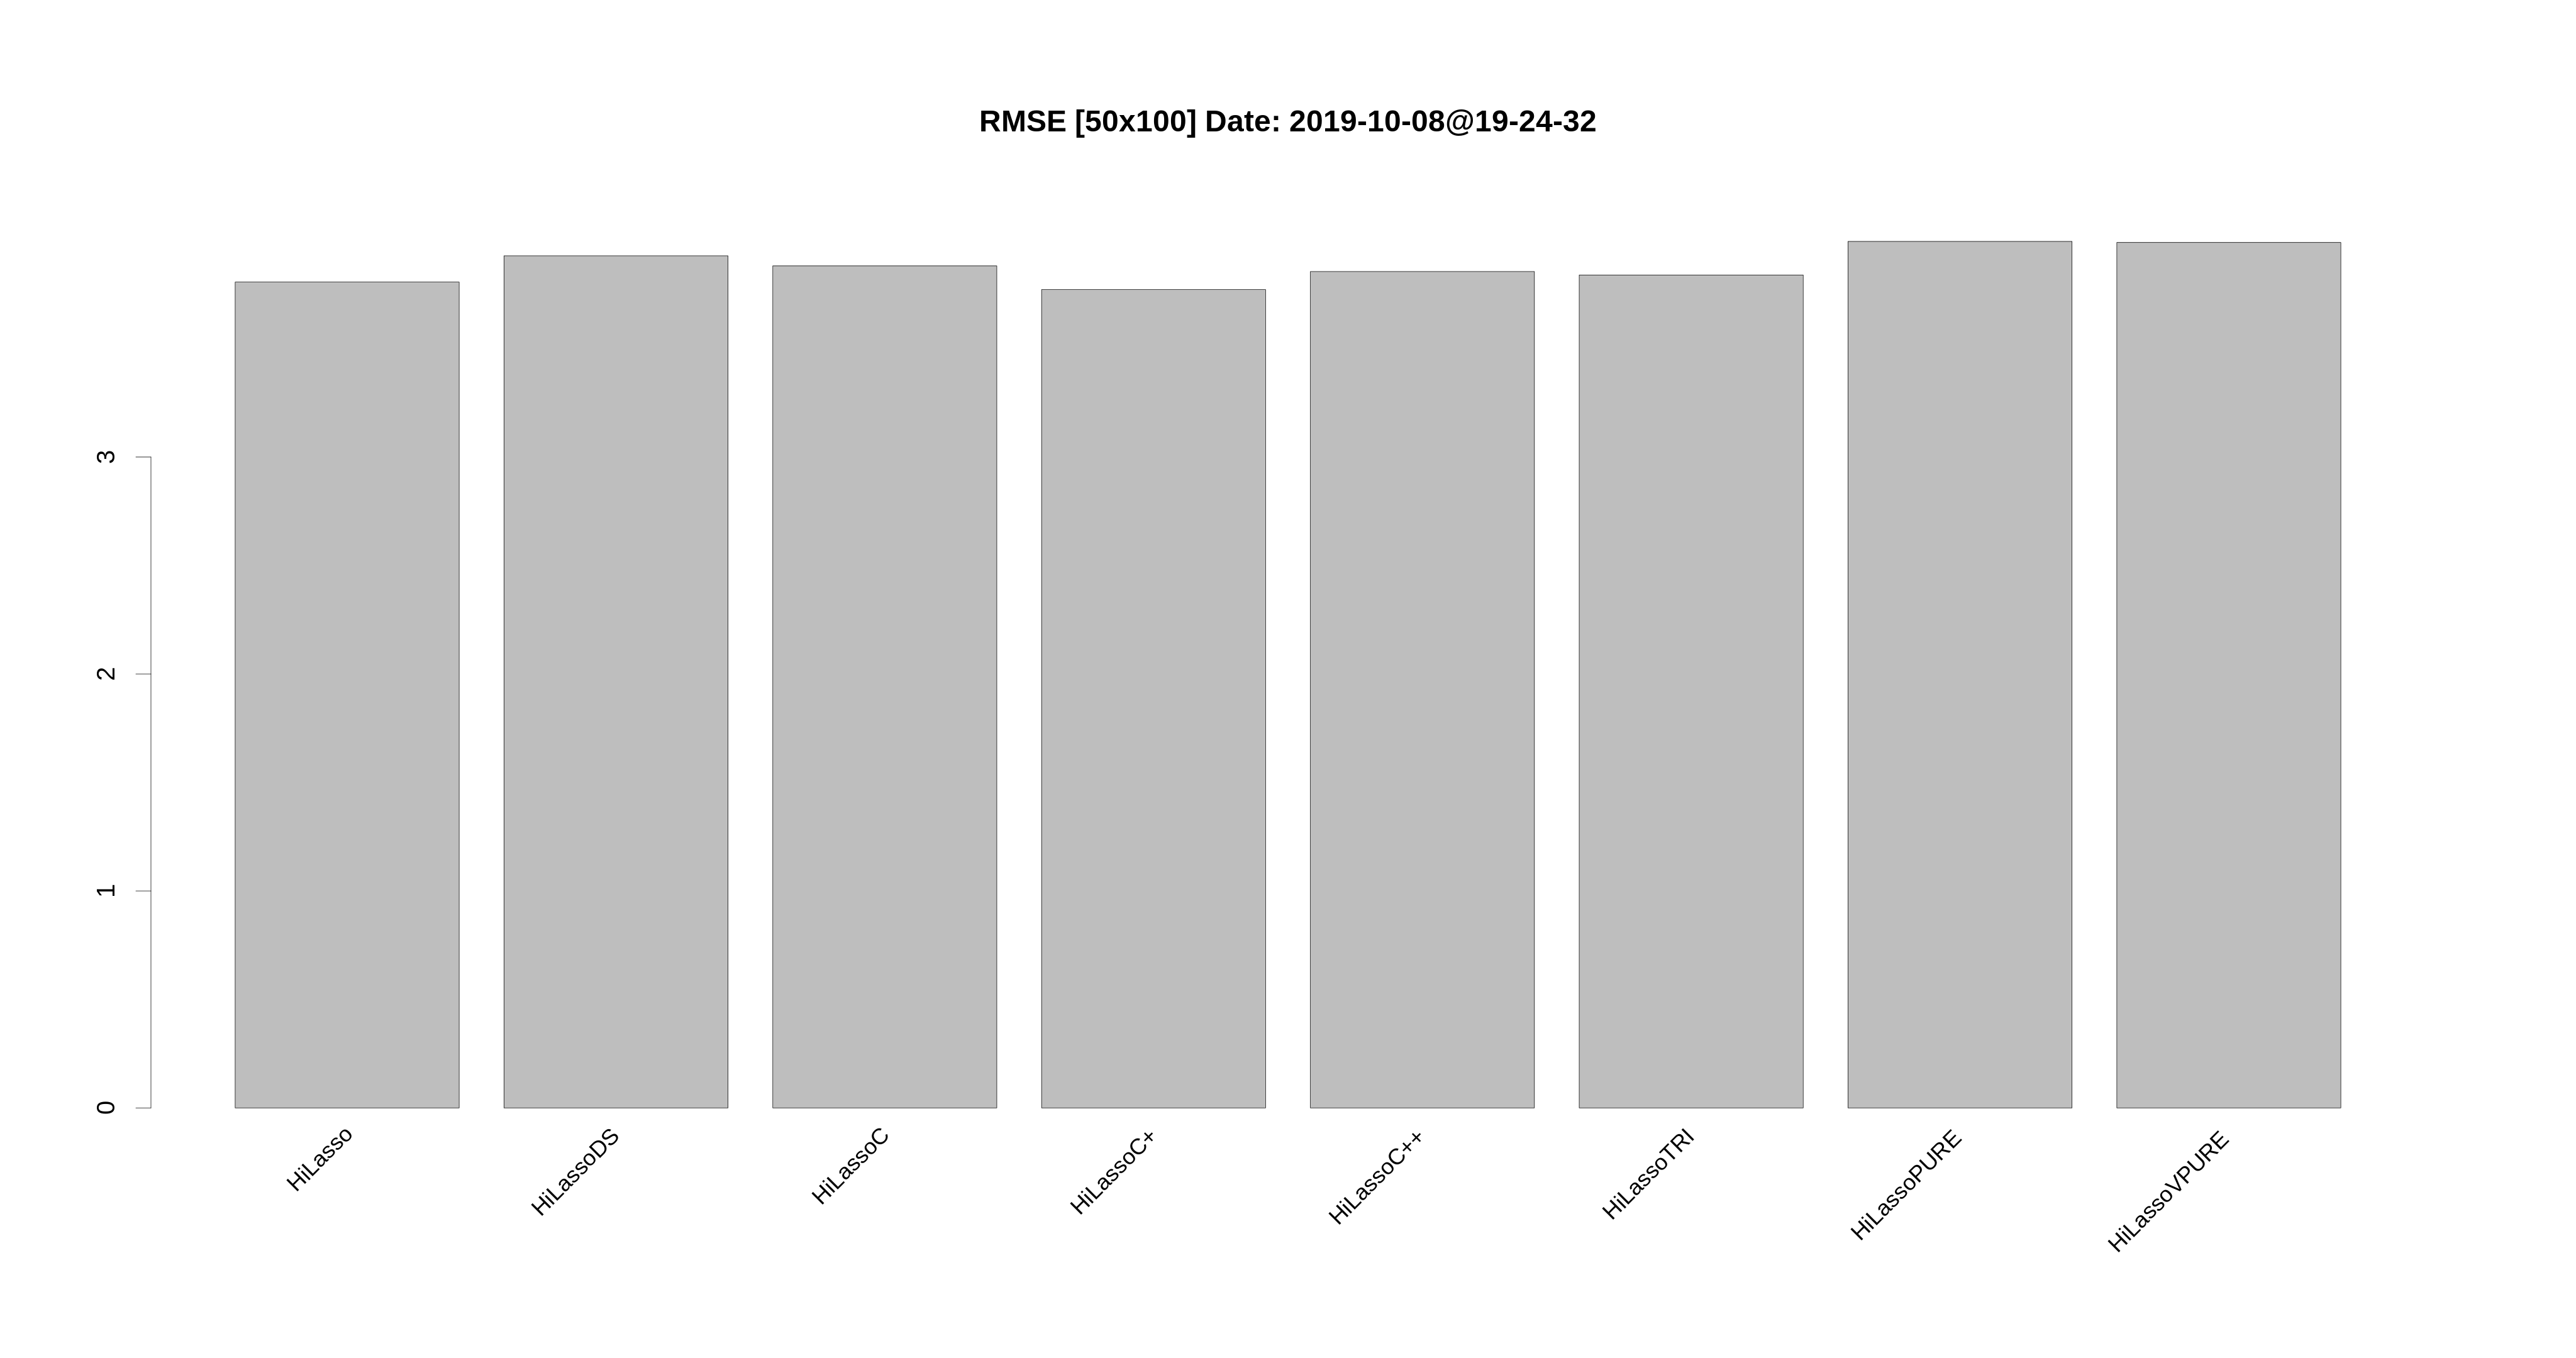 RMSE [50x100] Date: 2019-10-08@19-24-32
3
2
1
0
HiLasso
HiLassoDS
HiLassoC
HiLassoC+
HiLassoC++
HiLassoTRI
HiLassoPURE
HiLassoVPURE